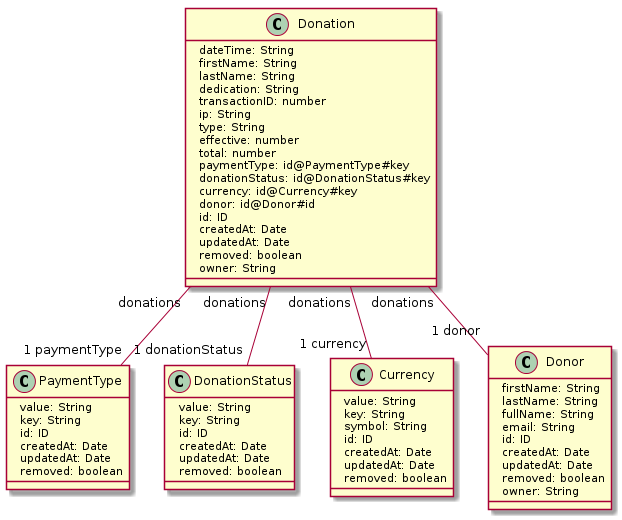 C Donation
dateTime: String
firstName: String
lastName: String
dedication: String
transactionID: number
ip: String
type: String
effective: number
total: number
paymentType: id@PaymentType#key
donationStatus: id@DonationStatus#key
currency: id@Currency#key
donor: id@Donor#id
id: ID
createdAt: Date
updatedAt: Date
removed: boolean
owner: String
donations
donations
donations
donations
1 paymentType
1 donationStatus
1 currency
1 donor
C PaymentType
value: String
key: String
id: ID
createdAt: Date
updatedAt: Date
removed: boolean
C DonationStatus
value: String
key: String
id: ID
createdAt: Date
updatedAt: Date
removed: boolean
C Currency
value: String
key: String
symbol: String
id: ID
createdAt: Date
updatedAt: Date
removed: boolean
C Donor
firstName: String
lastName: String
fullName: String
email: String
id: ID
createdAt: Date
updatedAt: Date
removed: boolean
owner: String